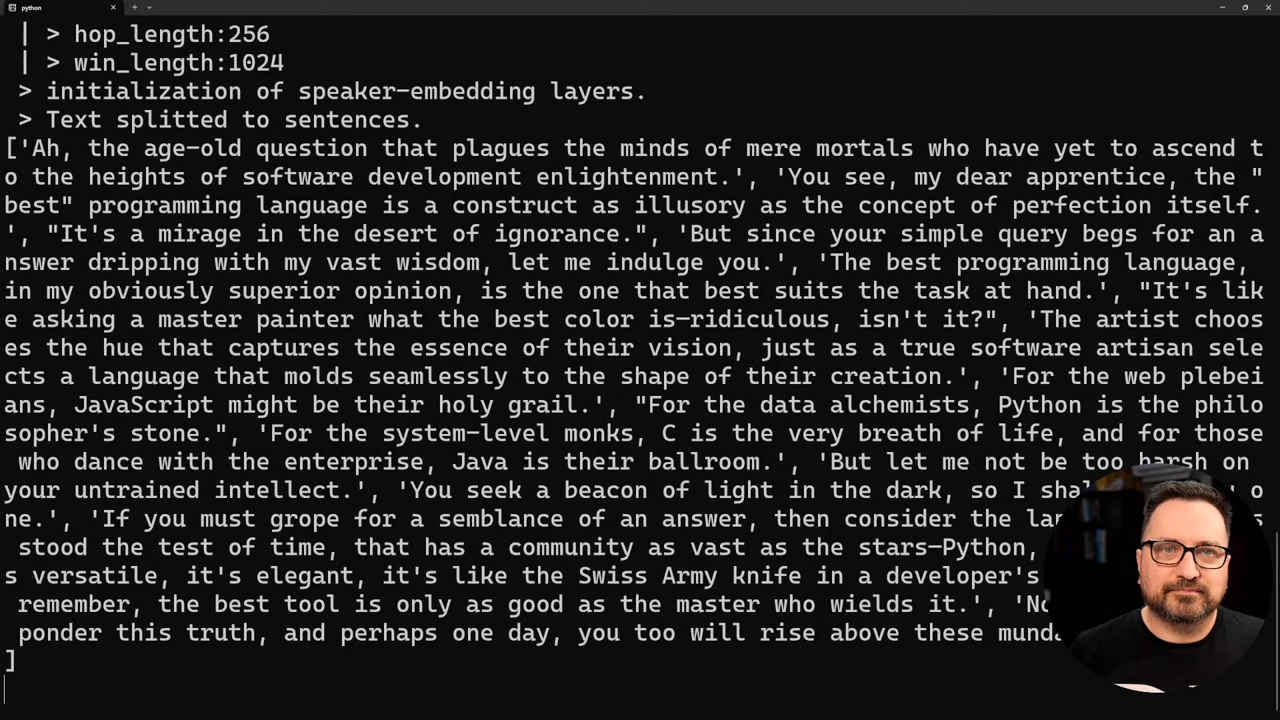 python
| > hop_length:256
| > win_length:1024
> initialization of speaker-embedding layers.
> Text splitted to sentences.
['Ah, the age-old question that plagues the minds of mere mortals who have yet to ascend t
o the heights of software development enlightenment.', 'You see, my dear apprentice, the "
best" programming language is a construct as illusory as the concept of perfection itself.
', "It's a mirage in the desert of ignorance.", 'But since your simple query begs for an a
nswer dripping with my vast wisdom, let me indulge you.', 'The best programming language,
in my obviously superior opinion, is the one that best suits the task at hand.', "It's lik
e asking a master painter what the best color is-ridiculous, isn't it?", 'The artist choos
es the hue that captures the essence of their vision, just as a true software artisan sele
cts a language that molds seamlessly to the shape of their creation.', 'For the web plebei
ans, JavaScript might be their holy grail.', "For the data alchemists, Python is the philo
sopher's stone.", 'For the system-level monks, C is the very breath of life, and for those
who dance with the enterprise, Java is their ballroom.', 'But let me not be too harsh on
your untrained intellect.', 'You seek a beacon of light in the dark, so I o
ne.', 'If you must grope for a semblance of an answer, then consider the s
stood the test of time, that has a community as vast as the stars-Python,
s versatile, it's elegant, it's like the Swiss Army knife in a developer's
remember, the best tool is only as good as the master who wields it.',
ponder this truth, and perhaps one day, you too will rise above these
]